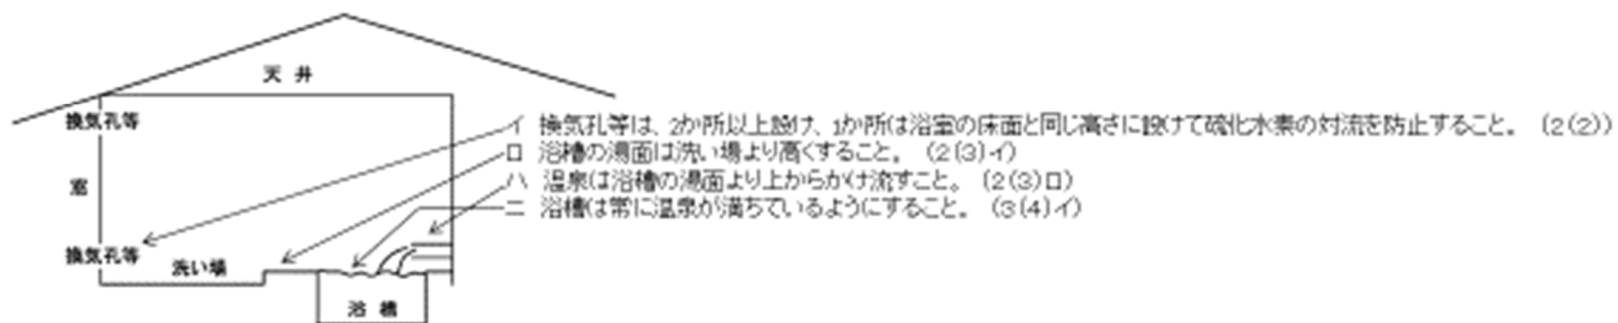 天井
換気孔等
イ 換気孔等は、2か所以上設け、1か所は浴室の床面と同じ高さに設けて硫化水素の対流を防止すること。 (2(2))
ロ 浴槽の湯面は洗い場より高くすること。 (2(3)イ)
ハ 温泉は浴槽の湯面より上からかけ流すこと。 (2(3)ロ)
窓
ニ 浴槽は常に温泉が満ちているようにすること。 (3(4)イ)
換気孔等
洗い場
浴槽